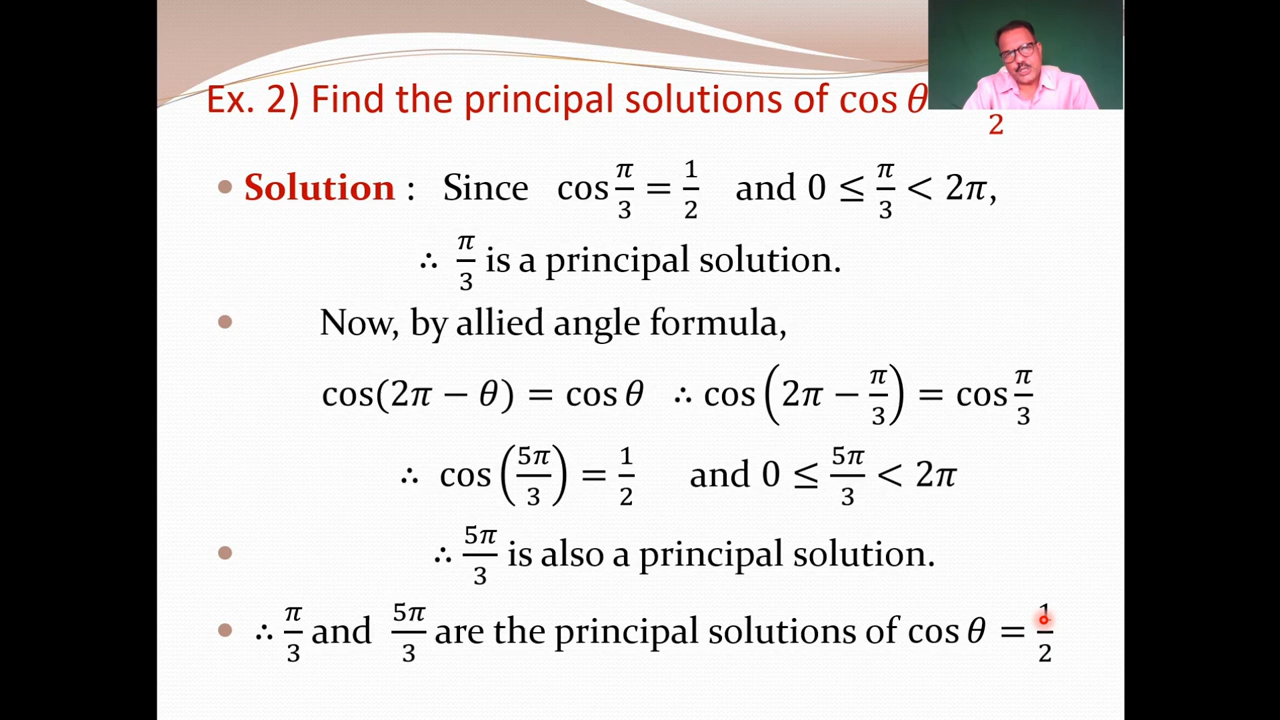 Ex. 2) Find the principal solutions of cos θ
2
• Solution : Since cos π/3 = 1/2 and 0 ≤ π/3 < 2π,
∴ π/3 is a principal solution.
• Now, by allied angle formula,
cos(2π − θ) = cos θ ∴ cos (2π − π/3) = cos π/3
∴ cos (5π/3) = 1/2 and 0 ≤ 5π/3 < 2π
• ∴ 5π/3 is also a principal solution.
• ∴ π/3 and 5π/3 are the principal solutions of cos θ = 1/2